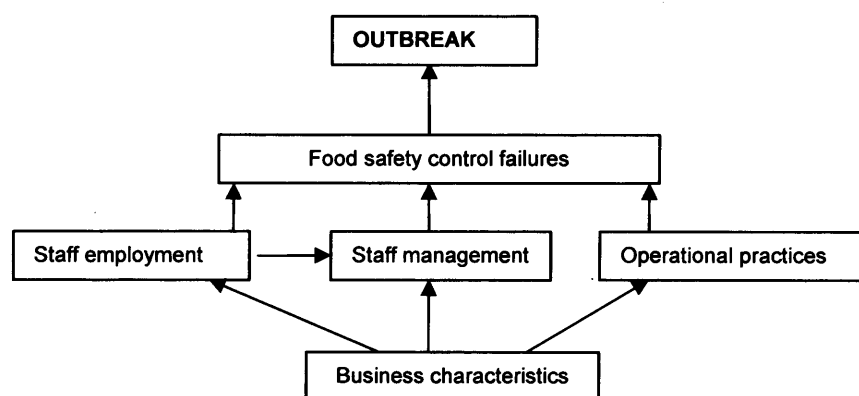 OUTBREAK
Food safety control failures
Staff employment
Staff management
Operational practices
Business characteristics